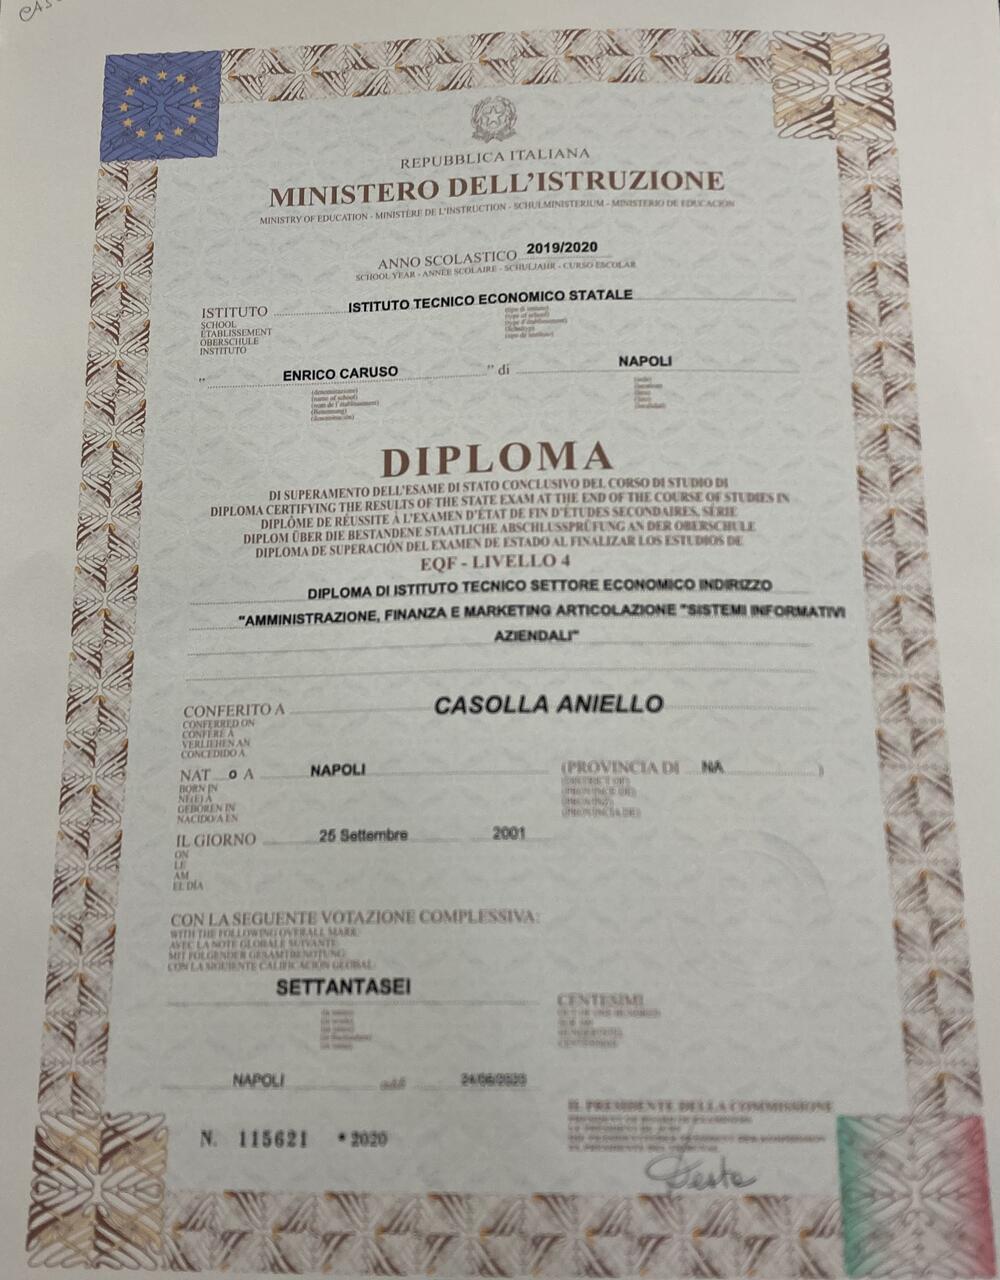 REPUBBLICA ITALIANA
MINISTERO DELL'ISTRUZIONE
MINISTRY OF EDUCATION - MINISTÈRE DE L'INSTRUCTION - SCHULMINISTERIUM - MINISTERIO DE EDUCACIÓN
ANNO SCOLASTICO 2019/2020
SCHOOL YEAR - ANNÉE SCOLAIRE - SCHULJAHR - CURSO ESCOLAR
ISTITUTO ISTITUTO TECNICO ECONOMICO STATALE
SCHOOL
ÉTABLISSEMENT
OBERSCHULE
INSTITUTO
(tipo di istituto)
(type of school)
(type d'établissement)
(Schultyp)
(tipo de instituto)
" ENRICO CARUSO " di NAPOLI
(denominazione)
(name of school)
(nom de l'établissement)
(Benennung)
(denominación)
DIPLOMA
DI SUPERAMENTO DELL'ESAME DI STATO CONCLUSIVO DEL CORSO DI STUDIO DI
DIPLOMA CERTIFYING THE RESULTS OF THE STATE EXAM AT THE END OF THE COURSE OF STUDIES IN
DIPLÔME DE RÉUSSITE À L'EXAMEN D'ÉTAT DE FIN D'ÉTUDES SECONDAIRES, SÉRIE
DIPLOM ÜBER DIE BESTANDENE STAATLICHE ABSCHLUSSPRÜFUNG AN DER OBERSCHULE
DIPLOMA DE SUPERACIÓN DEL EXAMEN DE ESTADO AL FINALIZAR LOS ESTUDIOS DE
EQF - LIVELLO 4
DIPLOMA DI ISTITUTO TECNICO SETTORE ECONOMICO INDIRIZZO
"AMMINISTRAZIONE, FINANZA E MARKETING ARTICOLAZIONE "SISTEMI INFORMATIVI
AZIENDALI"
CONFERITO A CASOLLA ANIELLO
CONFERRED ON
CONFÉRÉ À
VERLIEHEN AN
CONCEDIDO A
NAT o A NAPOLI (PROVINCIA DI NA )
BORN IN
NÉ(E) À
GEBOREN IN
NACIDO/A EN
IL GIORNO 25 Settembre 2001
ON
LE
AM
EL DÍA
CON LA SEGUENTE VOTAZIONE COMPLESSIVA:
WITH THE FOLLOWING OVERALL MARK
AVEC LA NOTE GLOBALE SUIVANTE
MIT FOLGENDER GESAMTBENOTUNG
CON LA SIGUIENTE CALIFICACIÓN GLOBAL
SETTANTASEI
CENTESIMI
NAPOLI addì 24/06/2020
IL PRESIDENTE DELLA COMMISSIONE
N. 115621 * 2020